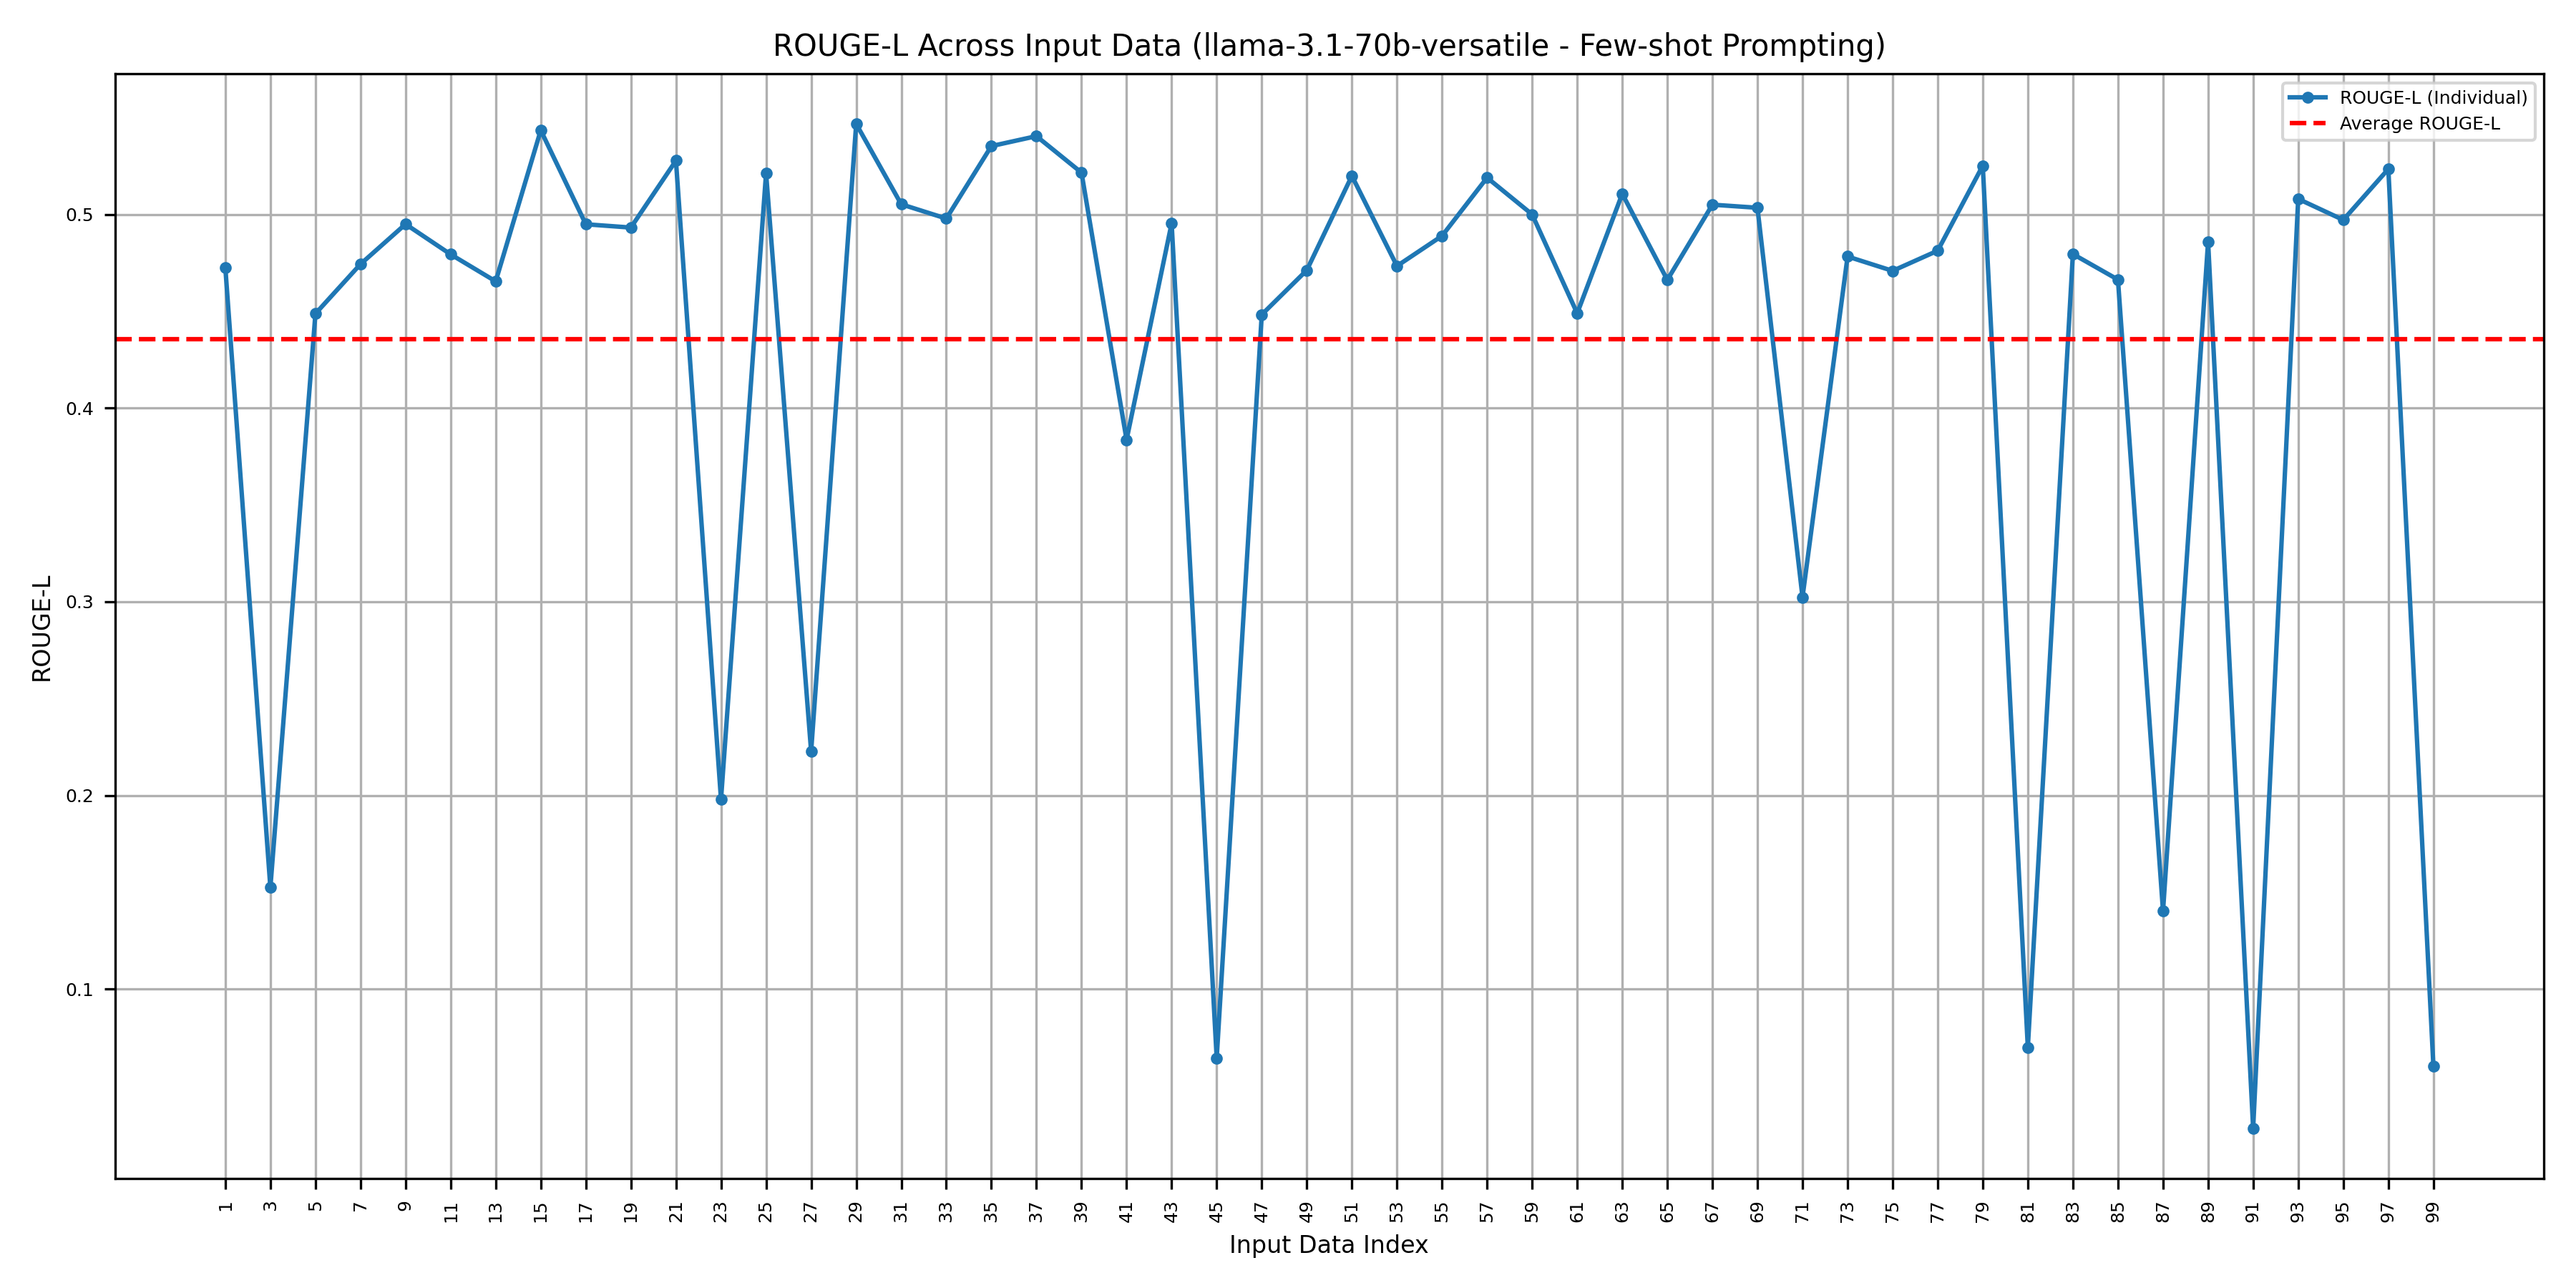 ROUGE-L Across Input Data (llama-3.1-70b-versatile - Few-shot Prompting)
ROUGE-L (Individual)
Average ROUGE-L
ROUGE-L
0.5
0.4
0.3
0.2
0.1
1 3 5 7 9 11 13 15 17 19 21 23 25 27 29 31 33 35 37 39 41 43 45 47 49 51 53 55 57 59 61 63 65 67 69 71 73 75 77 79 81 83 85 87 89 91 93 95 97 99
Input Data Index